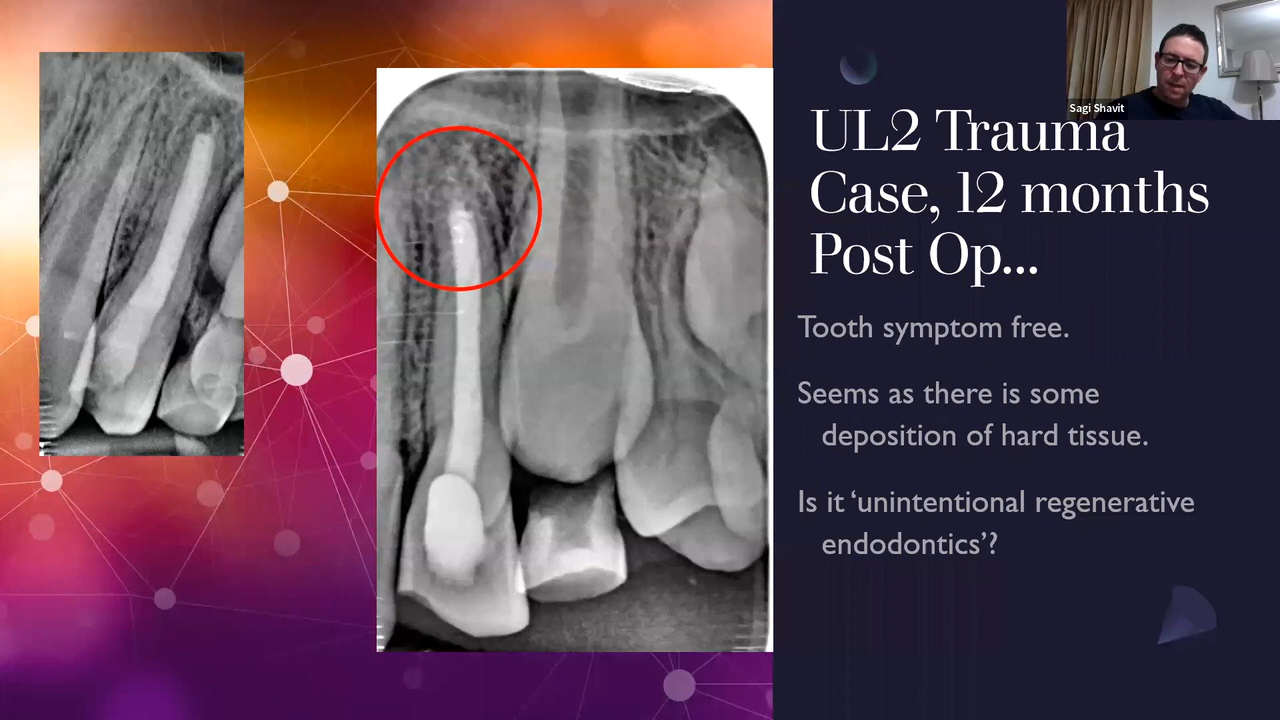 Sagi Shavit
UL2 Trauma
Case, 12 months
Post Op...
Tooth symptom free.
Seems as there is some
deposition of hard tissue.
Is it ‘unintentional regenerative
endodontics’?